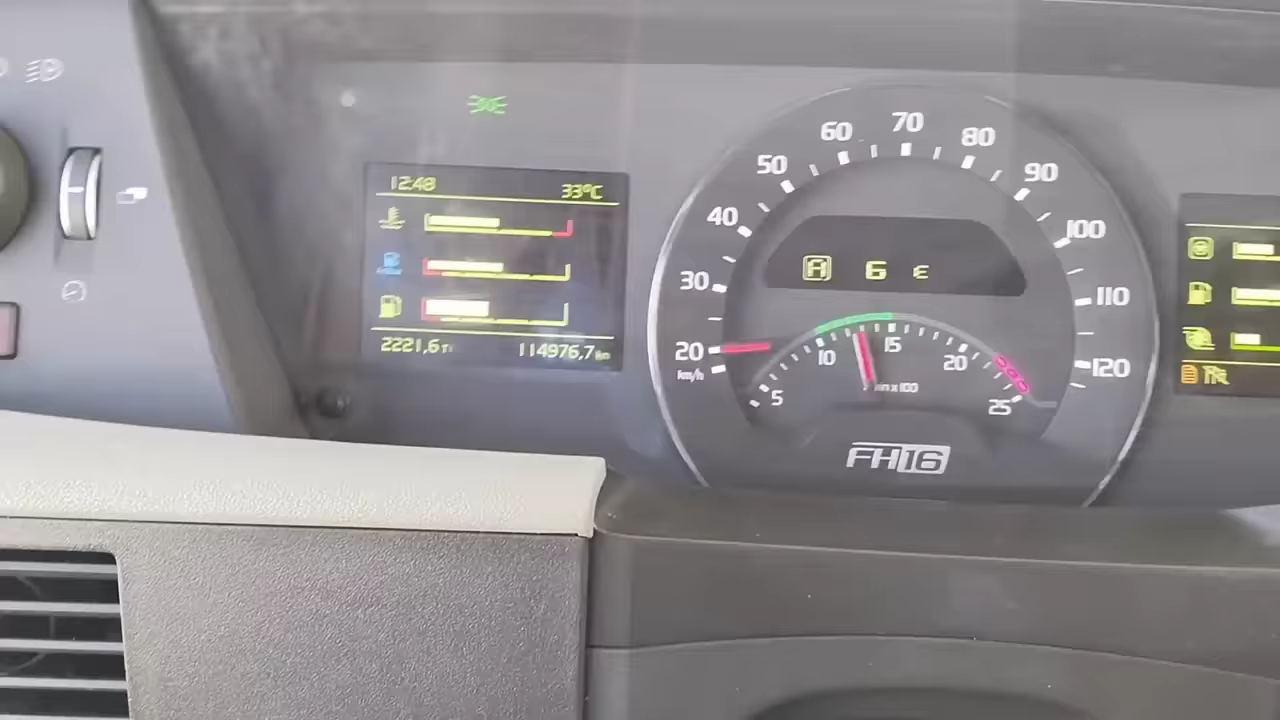 12:48 33°C
2221,6 114976,7 km
20 30 40 50 60 70 80 90 100 110 120
km/h
A 6 E
5 10 15 20 25
min x 100
FH16